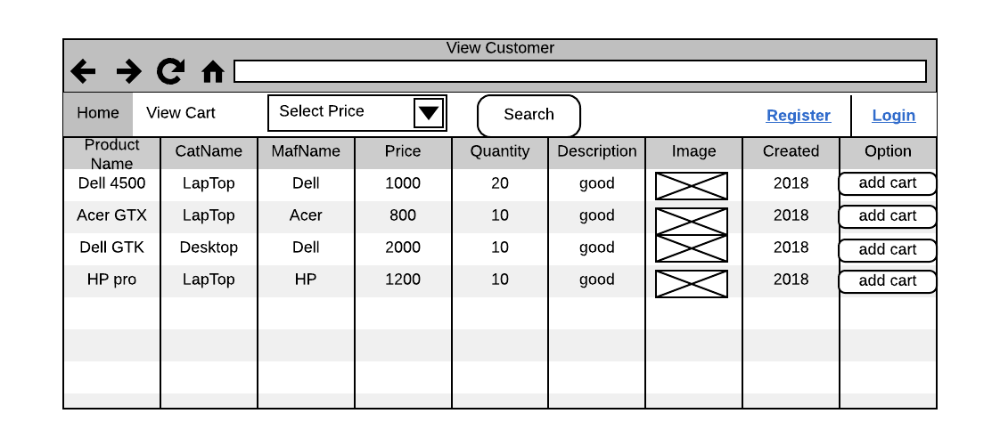 View Customer
Home View Cart Select Price Search Register Login
Product Name CatName MafName Price Quantity Description Image Created Option
Dell 4500 LapTop Dell 1000 20 good 2018 add cart
Acer GTX LapTop Acer 800 10 good 2018 add cart
Dell GTK Desktop Dell 2000 10 good 2018 add cart
HP pro LapTop HP 1200 10 good 2018 add cart